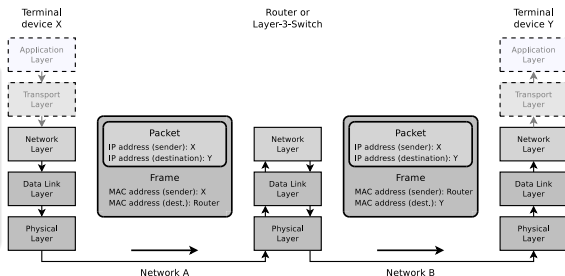 Terminal
device X
Router or
Layer-3-Switch
Terminal
device Y
Application
Layer
Transport
Layer
Network
Layer
Data Link
Layer
Physical
Layer
Packet
IP address (sender): X
IP address (destination): Y
Frame
MAC address (sender): X
MAC address (dest.): Router
Network A
Network
Layer
Data Link
Layer
Physical
Layer
Packet
IP address (sender): X
IP address (destination): Y
Frame
MAC address (sender): Router
MAC address (dest.): Y
Network B
Application
Layer
Transport
Layer
Network
Layer
Data Link
Layer
Physical
Layer